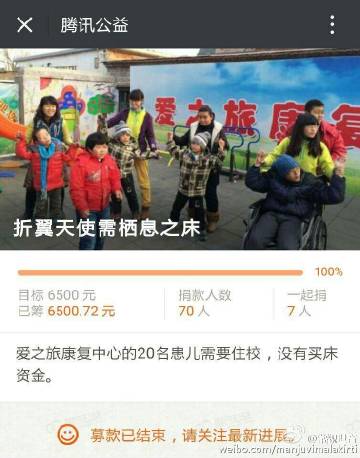 腾讯公益
爱之旅康复
折翼天使需栖息之床
100%
目标 6500 元
已筹 6500.72 元
捐款人数
70 人
一起捐
7 人
爱之旅康复中心的20名患儿需要住校，没有买床
资金。
募款已结束，请关注最新进展。
weibo.com/manjuvimalakirti